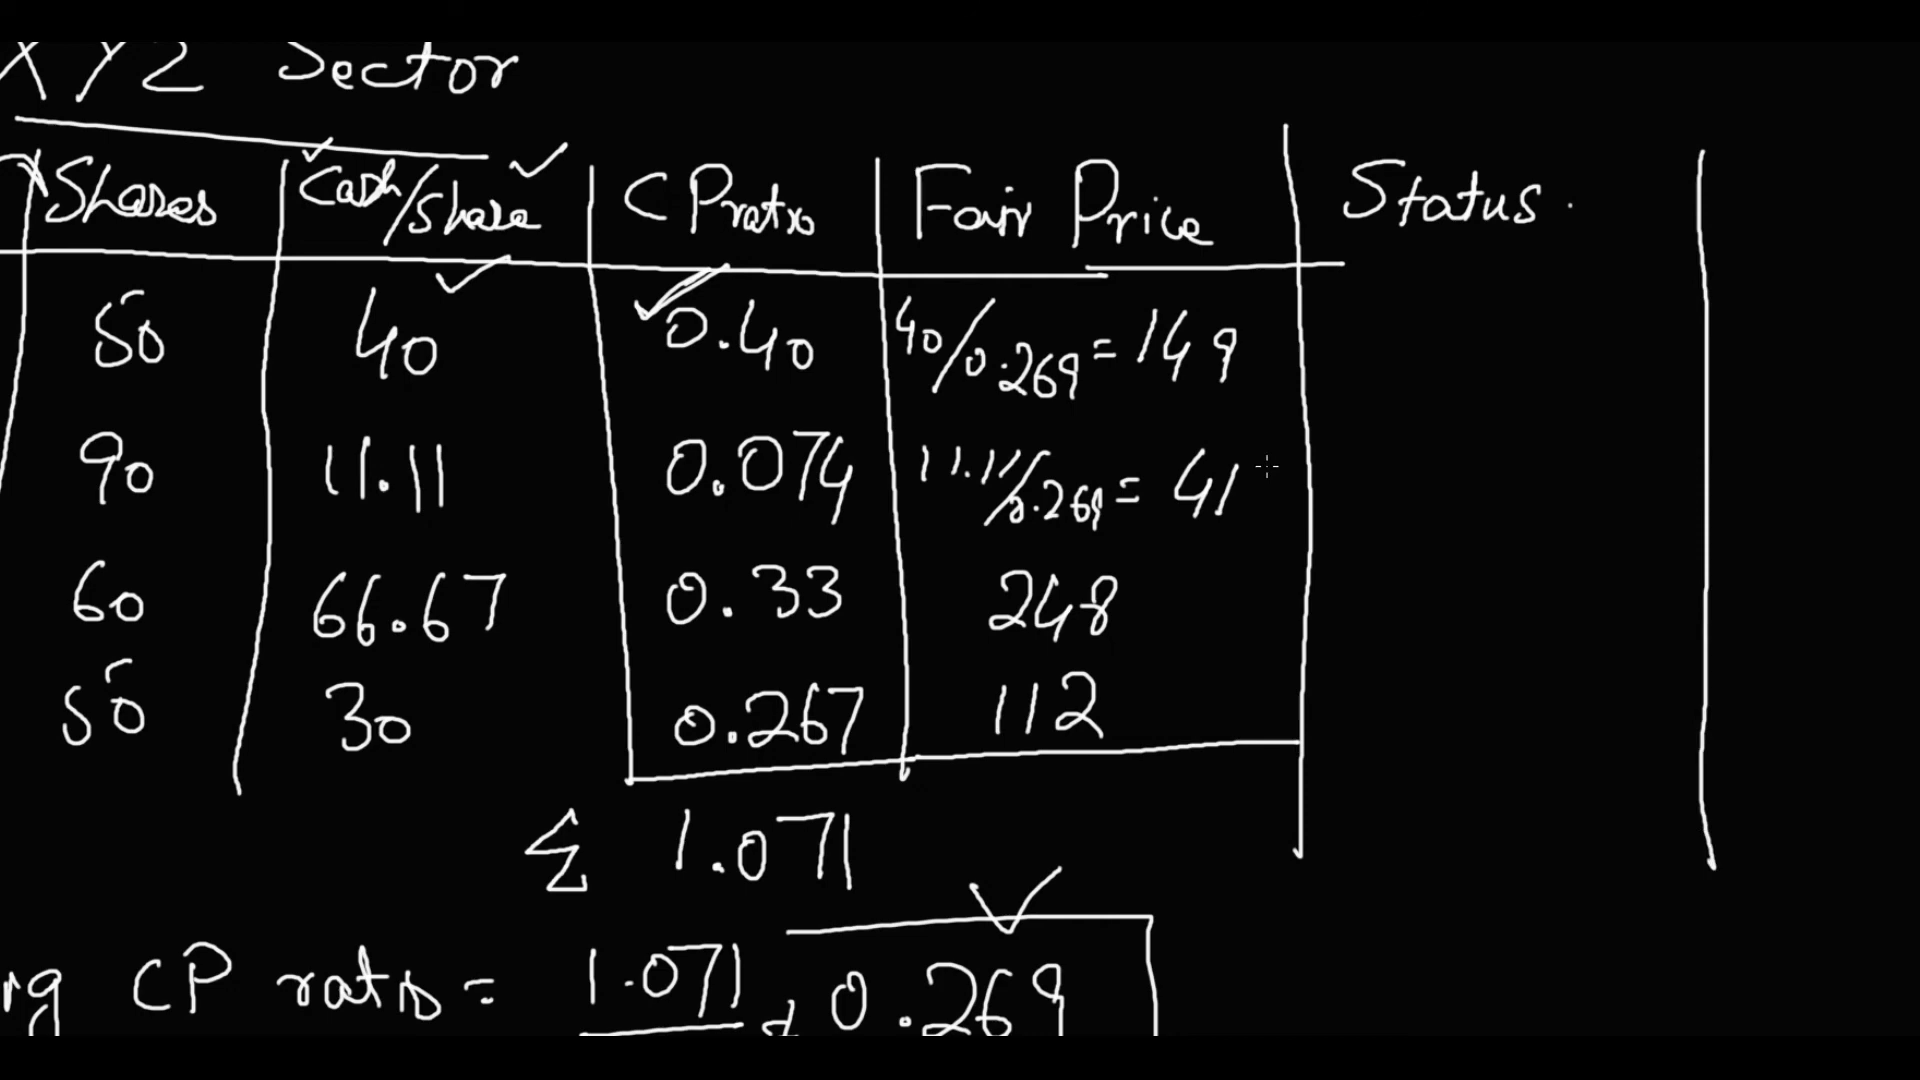 XYZ Sector
Shares Cash/Share CP ratio Fair Price Status.
50 40 0.40 40/0.269 = 149
90 11.11 0.074 11.11/0.269 = 41
60 66.67 0.33 248
50 30 0.267 112
Σ 1.071
CP ratio = 1.071 0.269